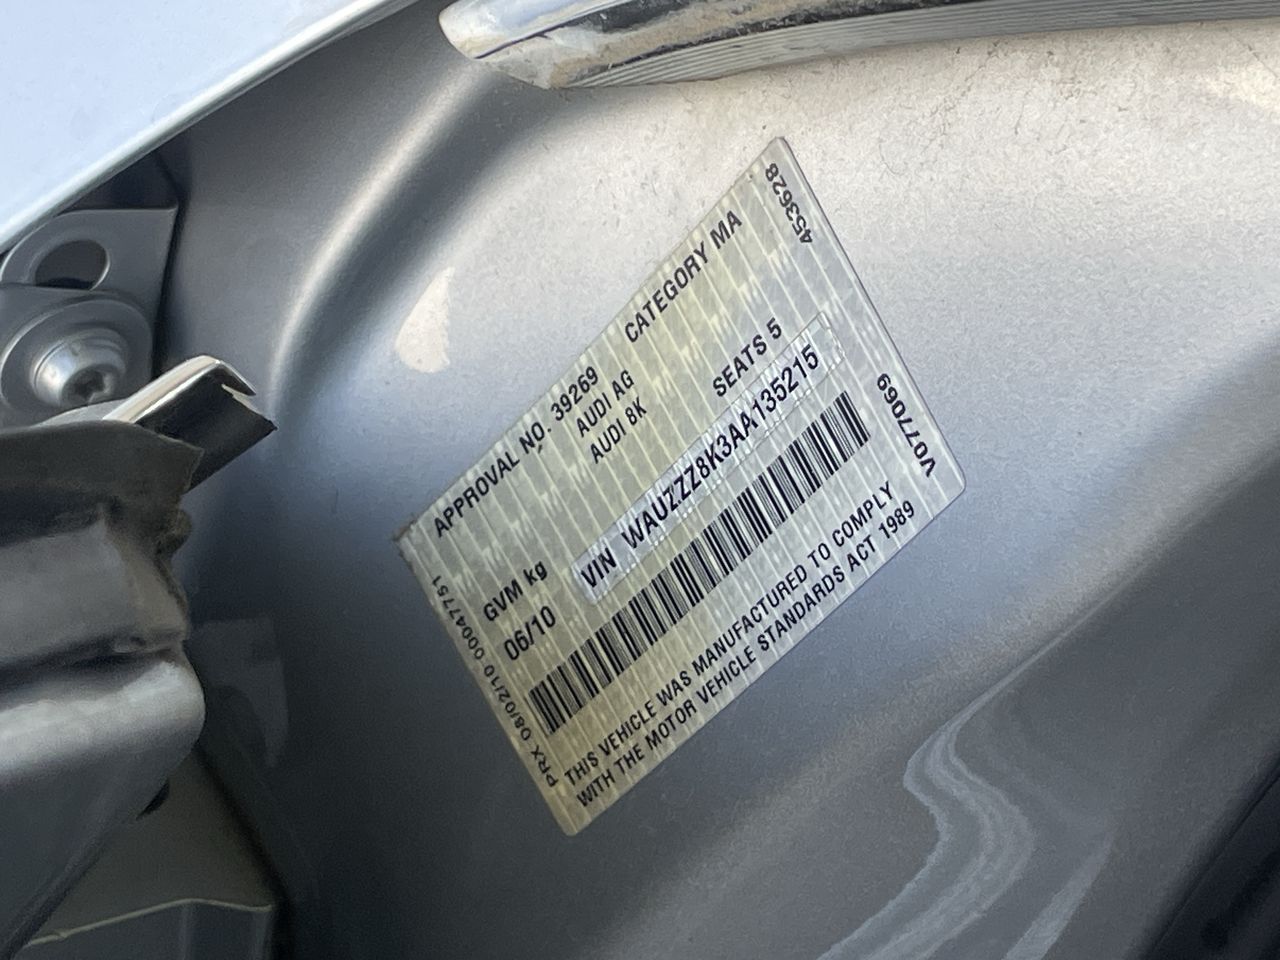 453628
APPROVAL NO. 39269 CATEGORY MA
AUDI AG
AUDI 8K SEATS 5
GVM kg
06/10 VIN WAUZZZ8K3AA135215
THIS VEHICLE WAS MANUFACTURED TO COMPLY
WITH THE MOTOR VEHICLE STANDARDS ACT 1989
PRX 08/02/10 00047751
V077069